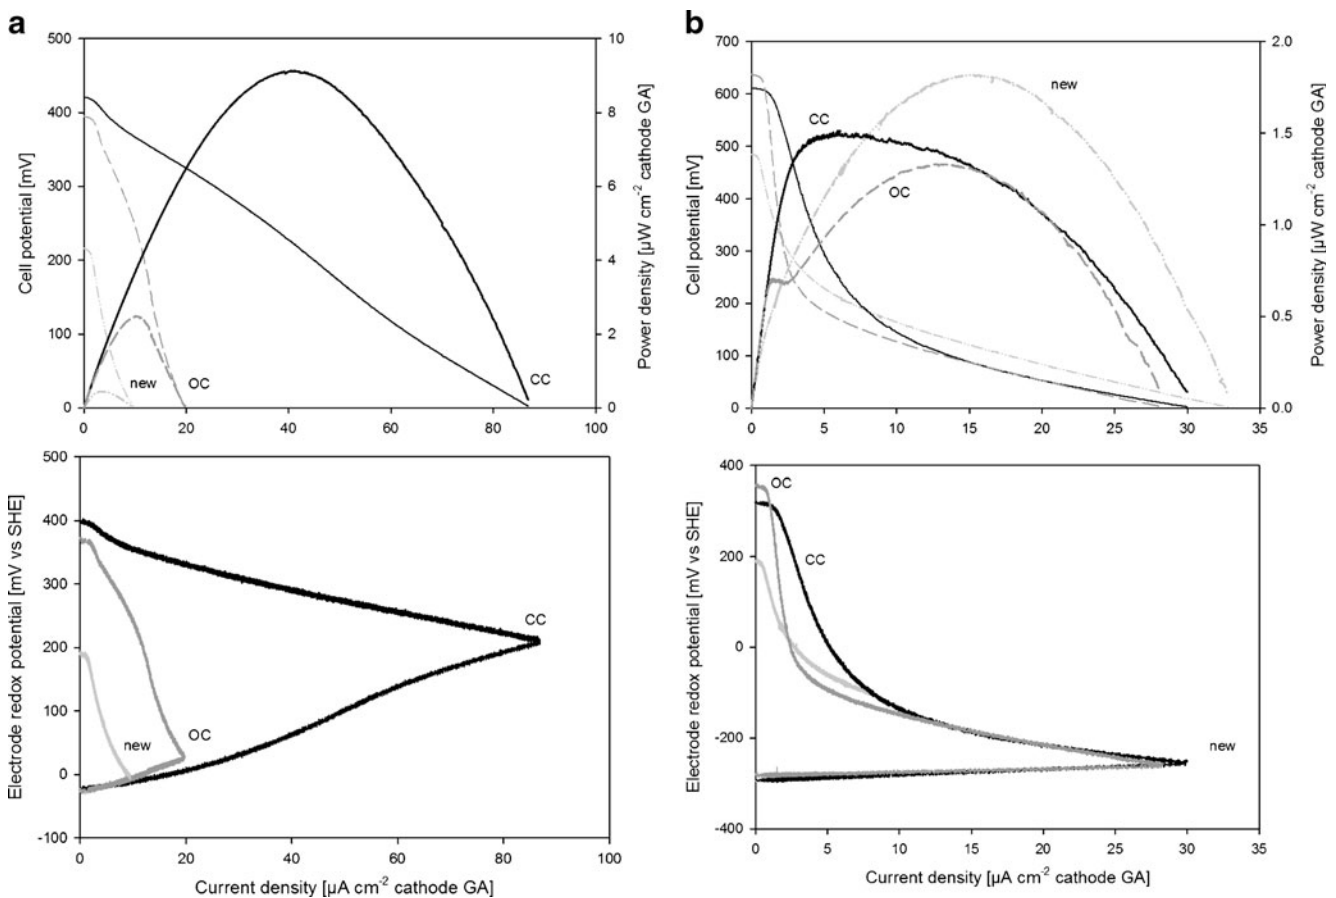 a
500
400
300
200
100
0
Cell potential [mV]
10
8
6
4
2
0
Power density [µW cm-2 cathode GA]
0
20
40
60
80
100
new
OC
CC
b
700
600
500
400
300
200
100
0
Cell potential [mV]
2.0
1.5
1.0
0.5
0.0
Power density [µW cm-2 cathode GA]
0
5
10
15
20
25
30
35
CC
OC
new
500
400
300
200
100
0
-100
Electrode redox potential [mV vs SHE]
0
20
40
60
80
100
Current density [µA cm-2 cathode GA]
new
OC
CC
400
200
0
-200
-400
Electrode redox potential [mV vs SHE]
0
5
10
15
20
25
30
35
Current density [µA cm-2 cathode GA]
OC
CC
new